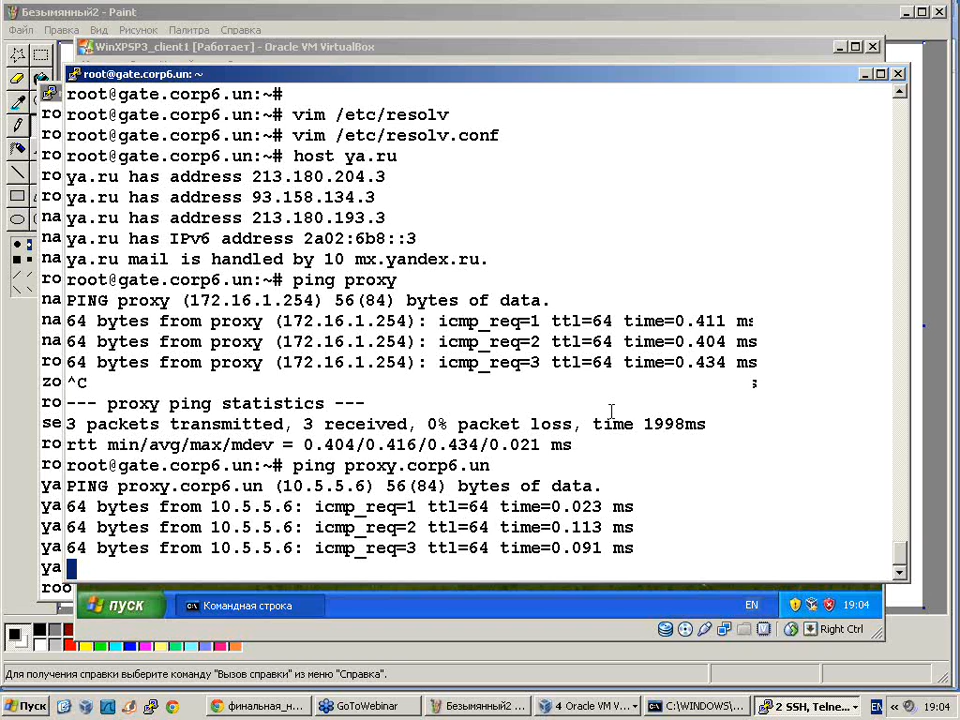 Безымянный2 - Paint
Файл Правка Вид Рисунок Палитра Справка
WinXPSP3_client1 [Работает] - Oracle VM VirtualBox
root@gate.corp6.un: ~
root@gate.corp6.un:~#
root@gate.corp6.un:~# vim /etc/resolv
root@gate.corp6.un:~# vim /etc/resolv.conf
root@gate.corp6.un:~# host ya.ru
ya.ru has address 213.180.204.3
ya.ru has address 93.158.134.3
ya.ru has address 213.180.193.3
ya.ru has IPv6 address 2a02:6b8::3
ya.ru mail is handled by 10 mx.yandex.ru.
root@gate.corp6.un:~# ping proxy
PING proxy (172.16.1.254) 56(84) bytes of data.
64 bytes from proxy (172.16.1.254): icmp_req=1 ttl=64 time=0.411 ms
64 bytes from proxy (172.16.1.254): icmp_req=2 ttl=64 time=0.404 ms
64 bytes from proxy (172.16.1.254): icmp_req=3 ttl=64 time=0.434 ms
^C
--- proxy ping statistics ---
3 packets transmitted, 3 received, 0% packet loss, time 1998ms
rtt min/avg/max/mdev = 0.404/0.416/0.434/0.021 ms
root@gate.corp6.un:~# ping proxy.corp6.un
PING proxy.corp6.un (10.5.5.6) 56(84) bytes of data.
64 bytes from 10.5.5.6: icmp_req=1 ttl=64 time=0.023 ms
64 bytes from 10.5.5.6: icmp_req=2 ttl=64 time=0.113 ms
64 bytes from 10.5.5.6: icmp_req=3 ttl=64 time=0.091 ms
пуск Командная строка EN 19:04
Right Ctrl
Для получения справки выберите команду "Вызов справки" из меню "Справка".
Пуск финальная_н... GoToWebinar Безымянный2 ... 4 Oracle VM V... C:\WINDOWS\... 2 SSH, Telne... EN 19:04